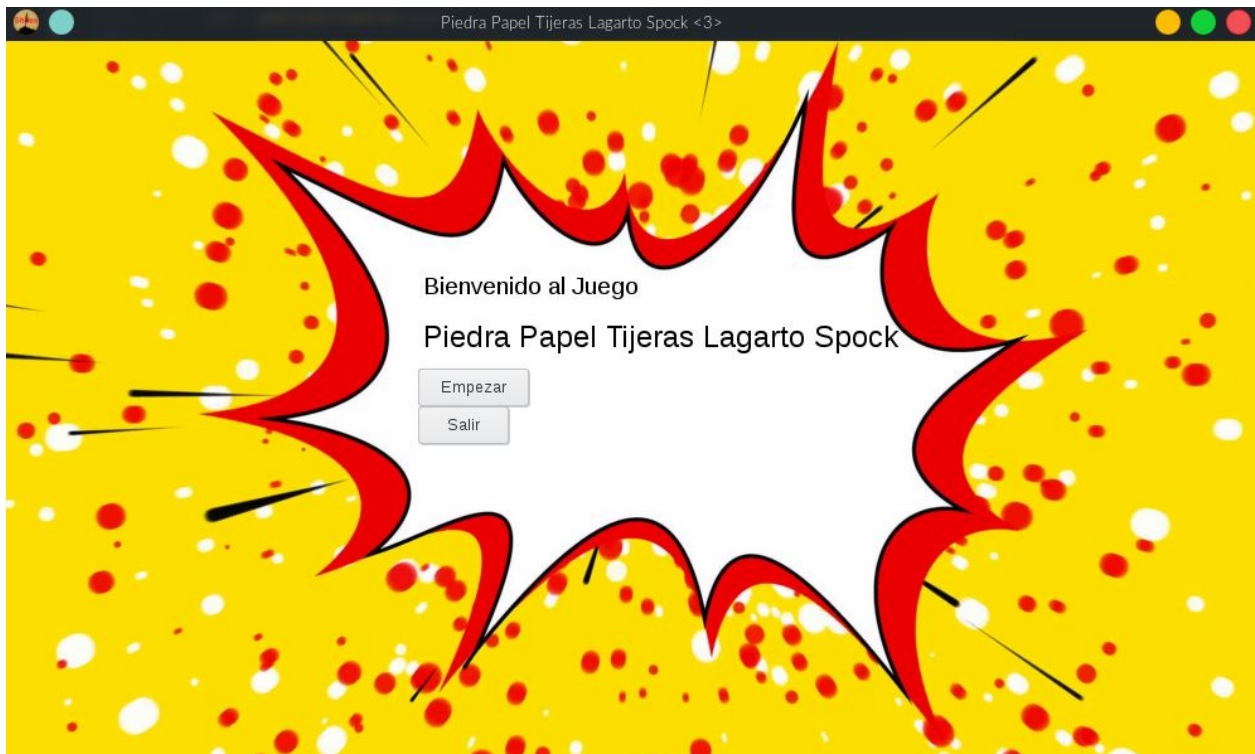 Piedra Papel Tijeras Lagarto Spock <3>
Bienvenido al Juego
Piedra Papel Tijeras Lagarto Spock
Empezar
Salir